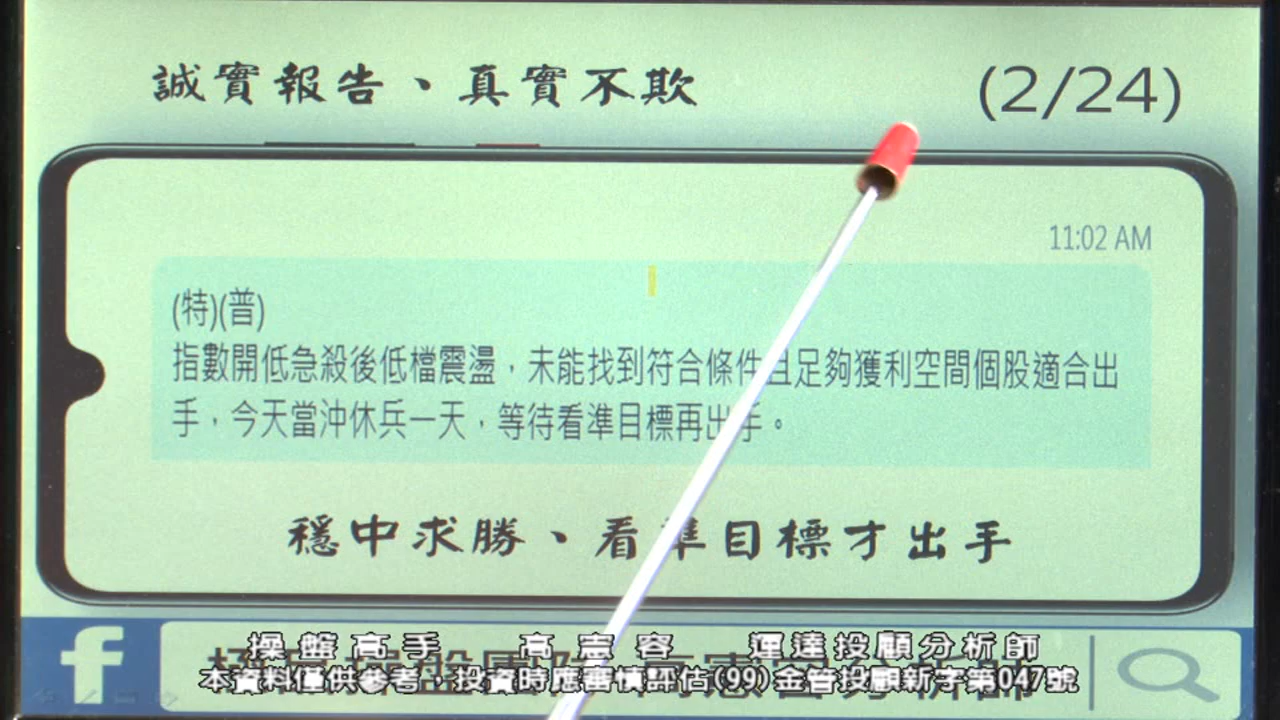 誠實報告、真實不欺
(2/24)
11:02 AM
(特)(普)
指數開低急殺後低檔震盪，未能找到符合條件且足夠獲利空間個股適合出
手，今天當沖休兵一天，等待看準目標再出手。
穩中求勝、看準目標才出手
f
操盤高手 高憲容 運達投顧分析師
本資料僅供參考，投資時應審慎評估(99)金管投顧新字第047號